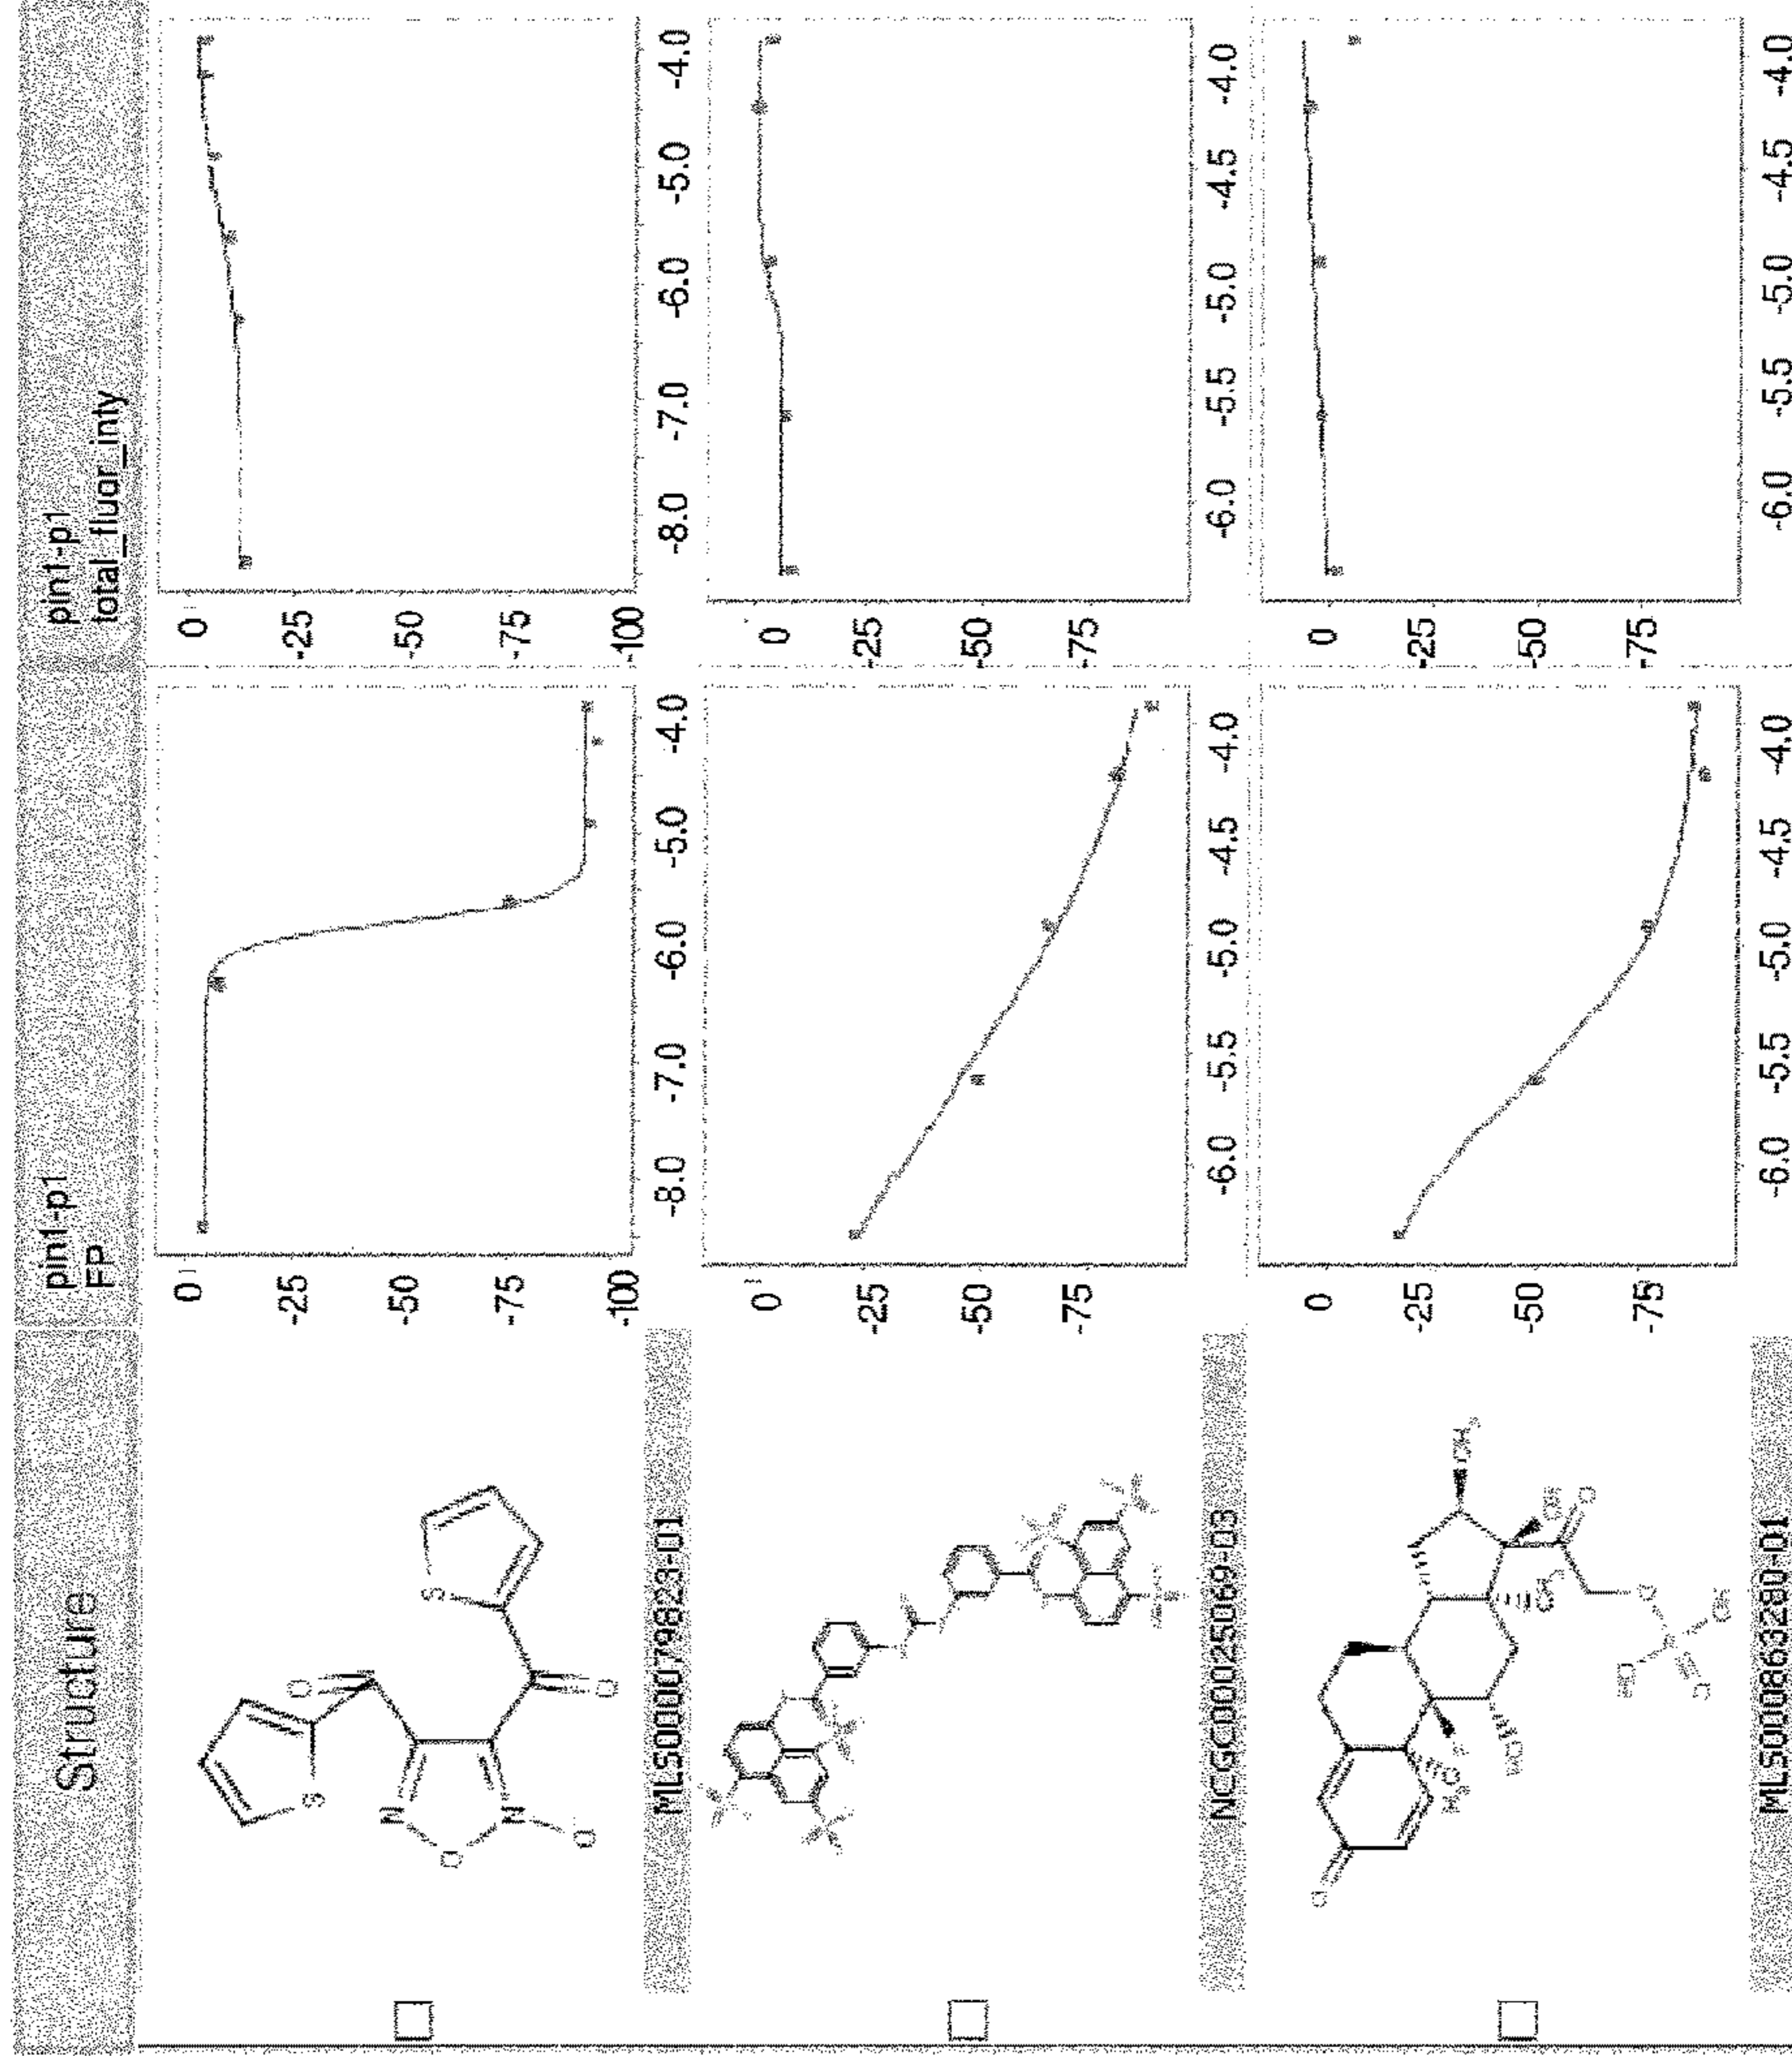 Structure
pin1-p1
FP
pin1-p1
total_fluor_inty
S
S
O
O
N
O
N
O
MLS000079823-01
0
-25
-50
-75
-100
-8.0 -7.0 -6.0 -5.0 -4.0
0
-25
-50
-75
-100
-8.0 -7.0 -6.0 -5.0 -4.0
NCGC00025069-03
0
-25
-50
-75
-6.0 -5.5 -5.0 -4.5 -4.0
0
-25
-50
-75
-6.0 -5.5 -5.0 -4.5 -4.0
O
CH3
O
O
O
MLS000863280-01
0
-25
-50
-75
-6.0 -5.5 -5.0 -4.5 -4.0
0
-25
-50
-75
-6.0 -5.5 -5.0 -4.5 -4.0